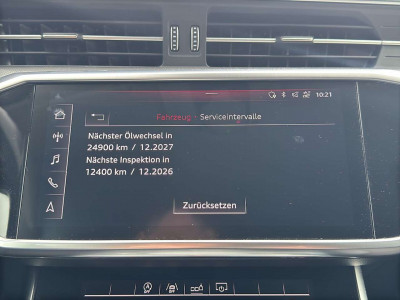 10:21
Fahrzeug - Serviceintervalle
Nächster Ölwechsel in
24900 km / 12.2027
Nächste Inspektion in
12400 km / 12.2026
Zurücksetzen